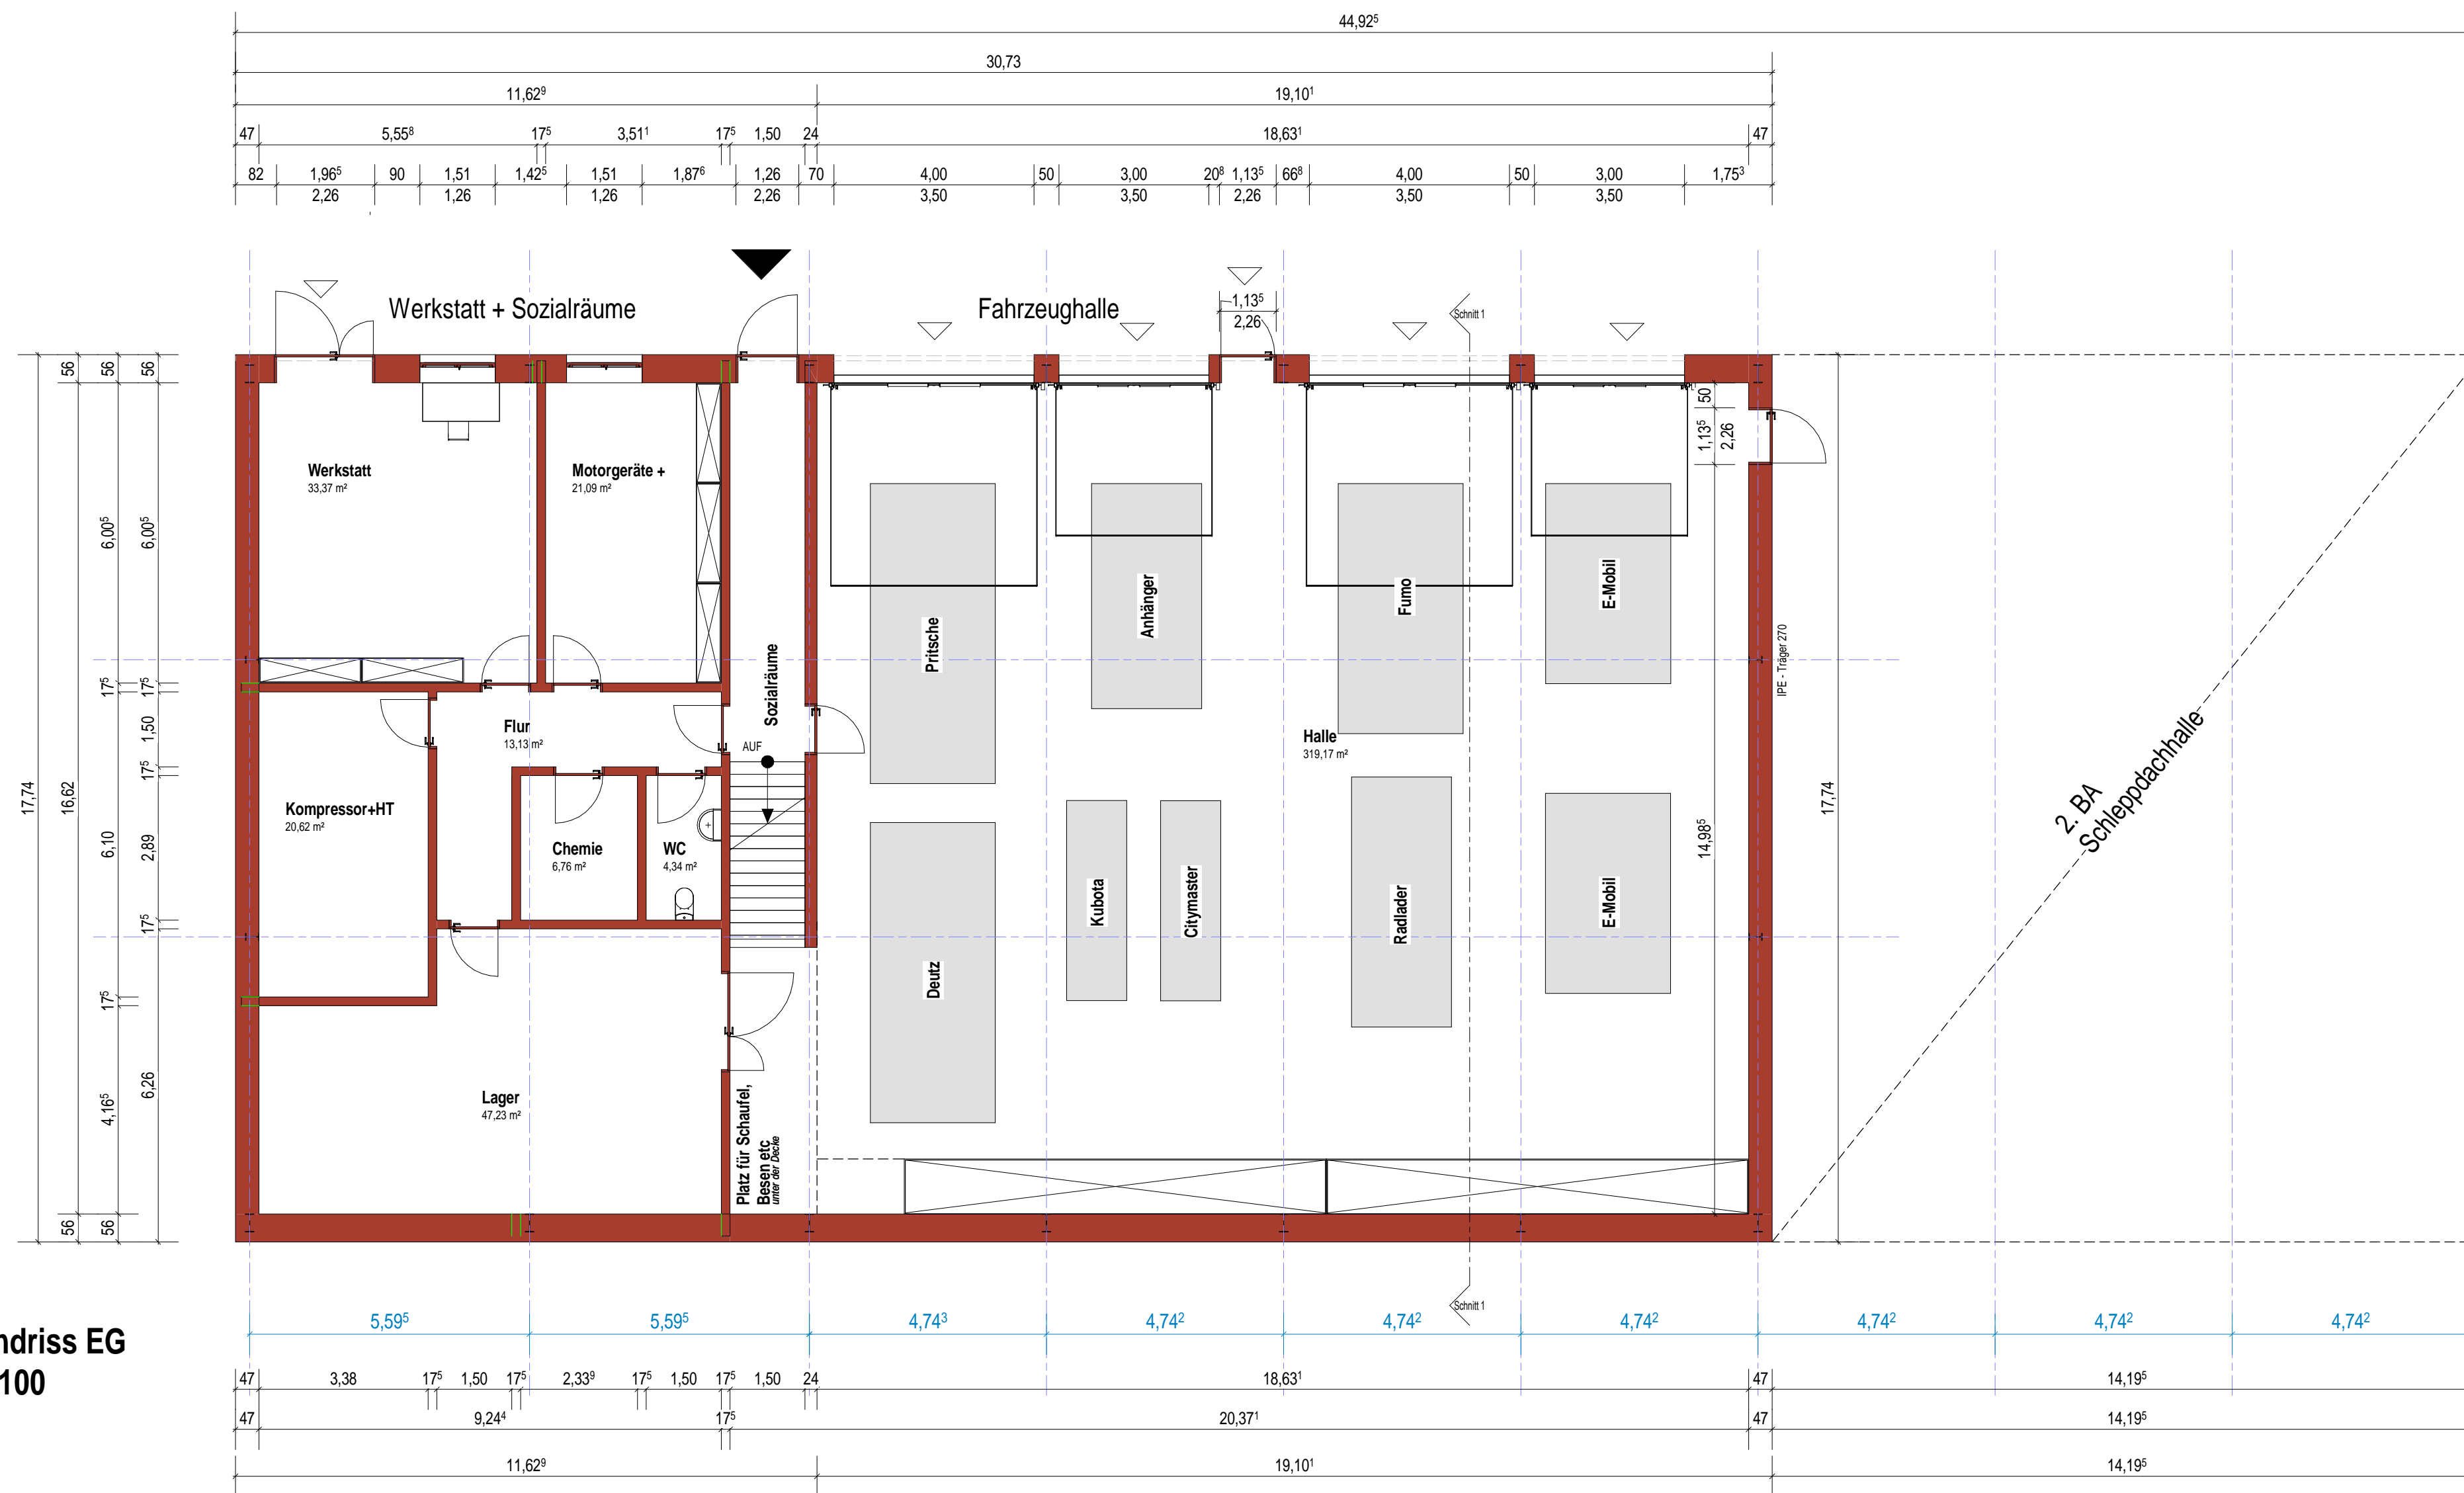 44,92⁵
30,73
11,62⁹ 19,10¹
47 5,55⁸ 17⁵ 3,51¹ 17⁵ 1,50 24 18,63¹ 47
82 1,96⁵ 90 1,51 1,42⁵ 1,51 1,87⁶ 1,26 70 4,00 50 3,00 20⁸ 1,13⁵ 66⁸ 4,00 50 3,00 1,75³
2,26 1,26 1,26 2,26 3,50 3,50 2,26 3,50 3,50
Werkstatt + Sozialräume
Fahrzeughalle
1,13⁵
2,26
Schnitt 1
56 56 56
50
1,13⁵
2,26
Werkstatt
33,37 m²
Motorgeräte +
21,09 m²
6,00⁵ 6,00⁵
Pritsche
Anhänger
Fumo
E-Mobil
IPE - Träger 270
Sozialräume
17⁵ 17⁵
1,50
Flur
13,13 m²
AUF
Halle
319,17 m²
2. BA
Schleppdachhalle
17,74
16,62
6,10
17⁵
2,89
Kompressor+HT
20,62 m²
Chemie
6,76 m²
WC
4,34 m²
14,98⁵
17,74
Kubota
Citymaster
Radlader
E-Mobil
Deutz
17⁵
17⁵
4,16⁵
6,26
Lager
47,23 m²
Platz für Schaufel,
Besen etc
unter der Decke
56 56
Schnitt 1
5,59⁵ 5,59⁵ 4,74³ 4,74² 4,74² 4,74² 4,74² 4,74² 4,74²
ndriss EG
100
47 3,38 17⁵ 1,50 17⁵ 2,33⁹ 17⁵ 1,50 17⁵ 1,50 24 18,63¹ 47 14,19⁵
47 9,24⁴ 17⁵ 20,37¹ 47 14,19⁵
11,62⁹ 19,10¹ 14,19⁵